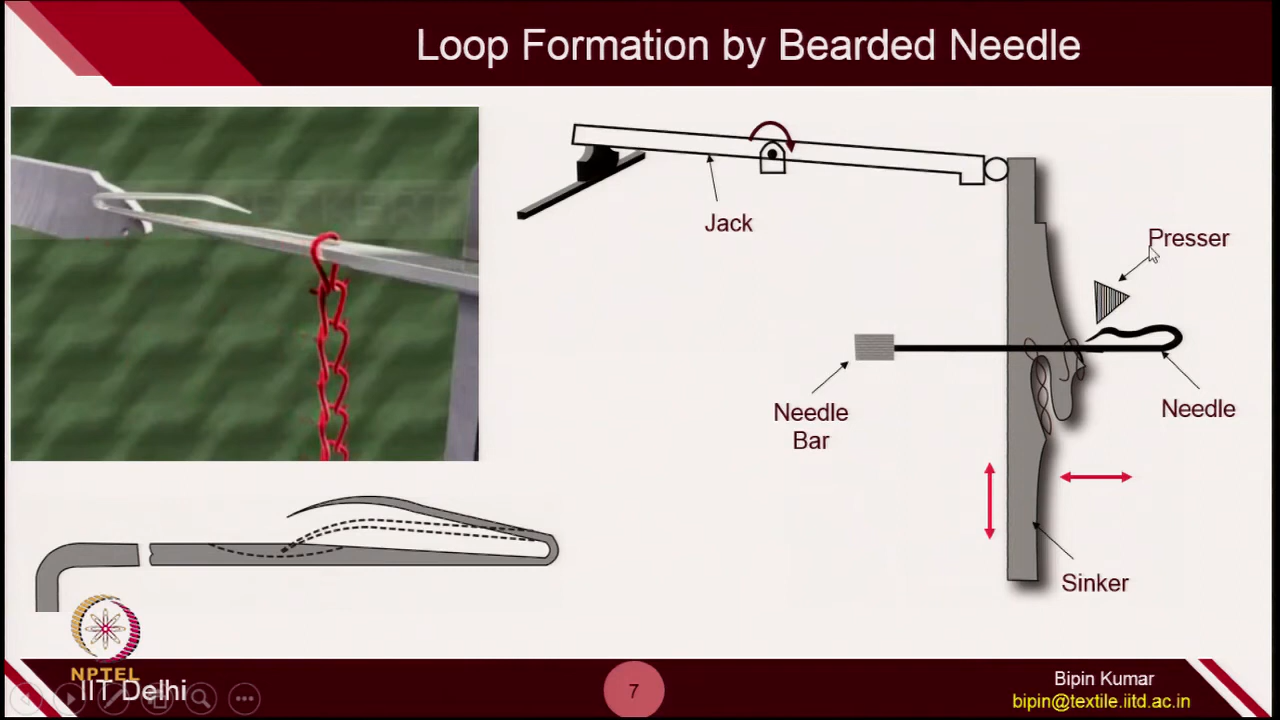 Loop Formation by Bearded Needle
Jack
Presser
Needle
Bar
Needle
Sinker
NPTEL
IIT Delhi
7
Bipin Kumar
bipin@textile.iitd.ac.in